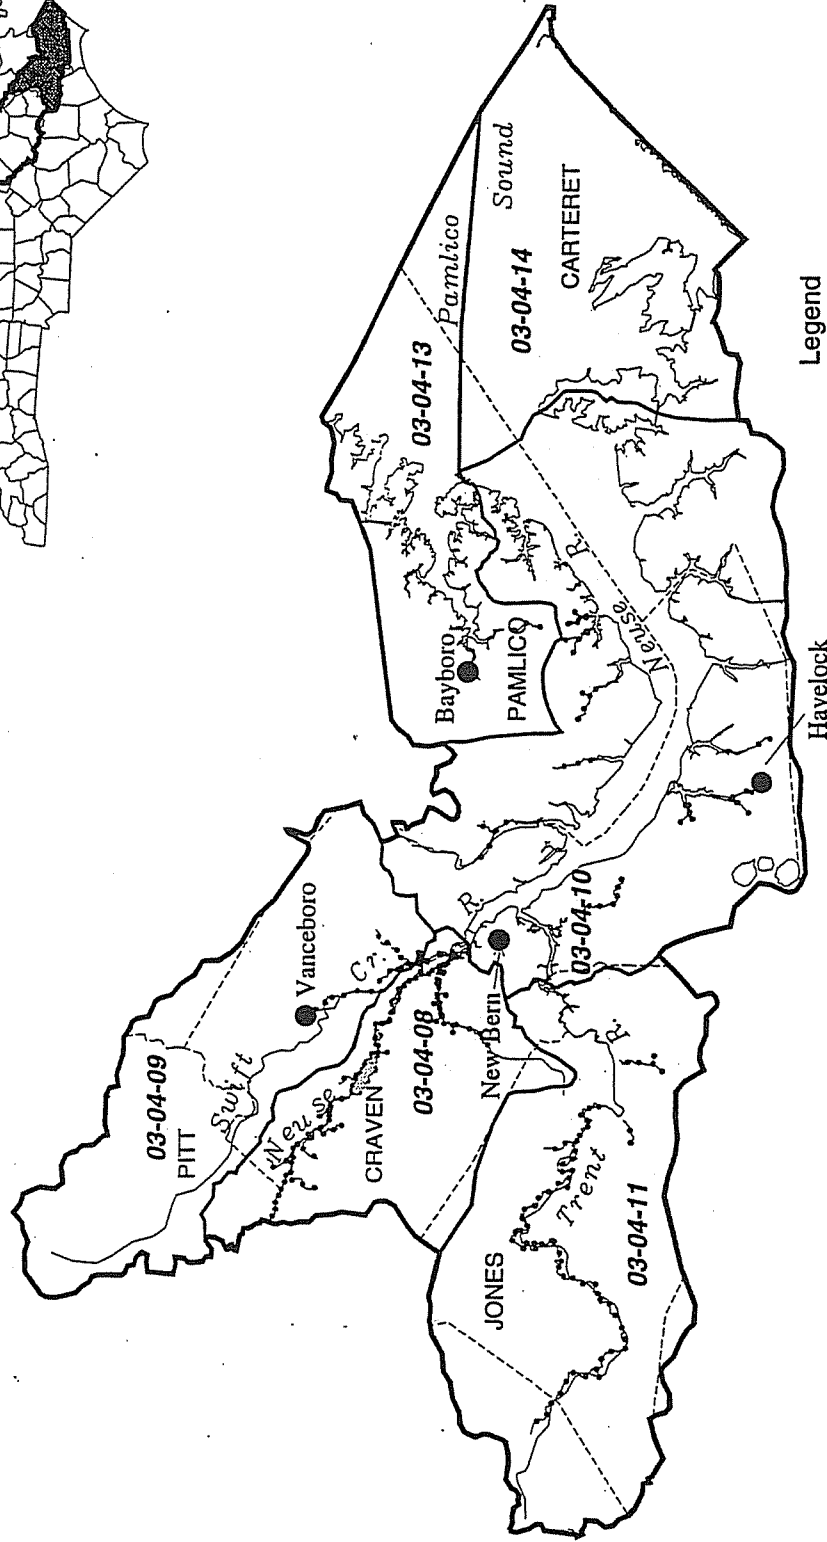 03-04-09
PITT
Swift
Cr.
Vanceboro
Neuse
R.
CRAVEN
03-04-08
New Bern
03-04-10
JONES
Trent
R.
03-04-11
Bayboro
PAMLICO
03-04-13
Pamlico
Sound
03-04-14
CARTERET
Neuse
R.
Havelock
Legend